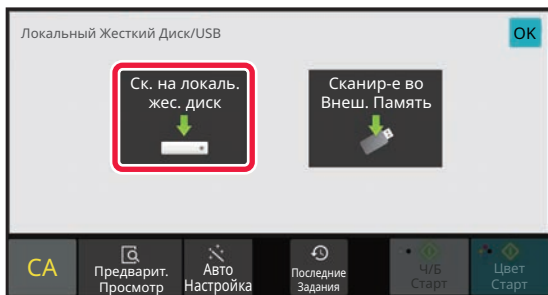 Локальный Жесткий Диск/USB
OK
Ск. на локаль.
жес. диск
Сканир-е во
Внеш. Память
CA
Предварит.
Просмотр
Авто
Настройка
Последние
Задания
Ч/Б
Старт
Цвет
Старт